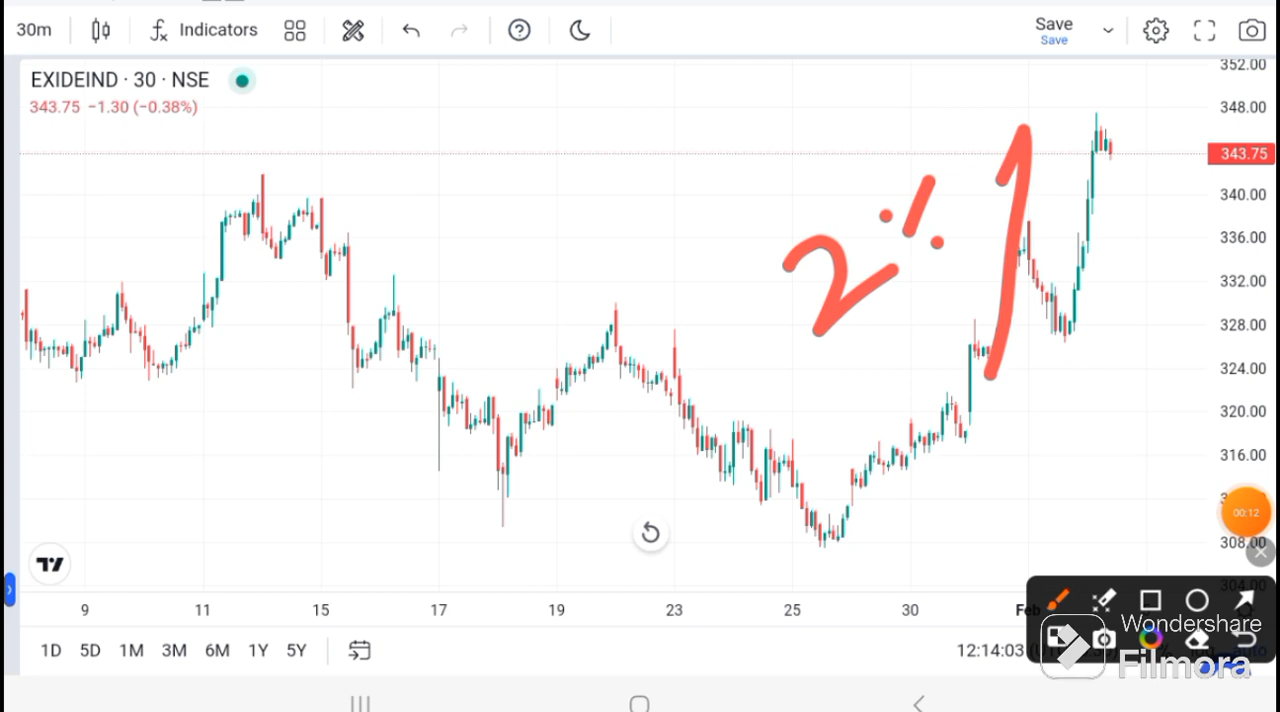 30m Indicators Save
Save
352.00
EXIDEIND · 30 · NSE
343.75 −1.30 (−0.38%)
348.00
343.75
340.00
336.00
332.00
328.00
324.00
320.00
316.00
308.00
304.00
2%
00:12
9 11 15 17 19 23 25 30 Feb
1D 5D 1M 3M 6M 1Y 5Y
12:14:03
Wondershare
Filmora